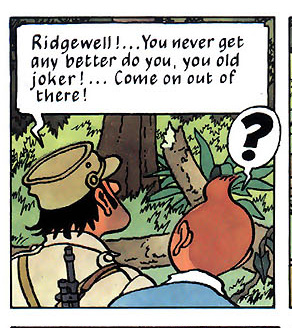 Ridgewell!...You never get
any better do you, you old
joker!... Come on out of
there!
?